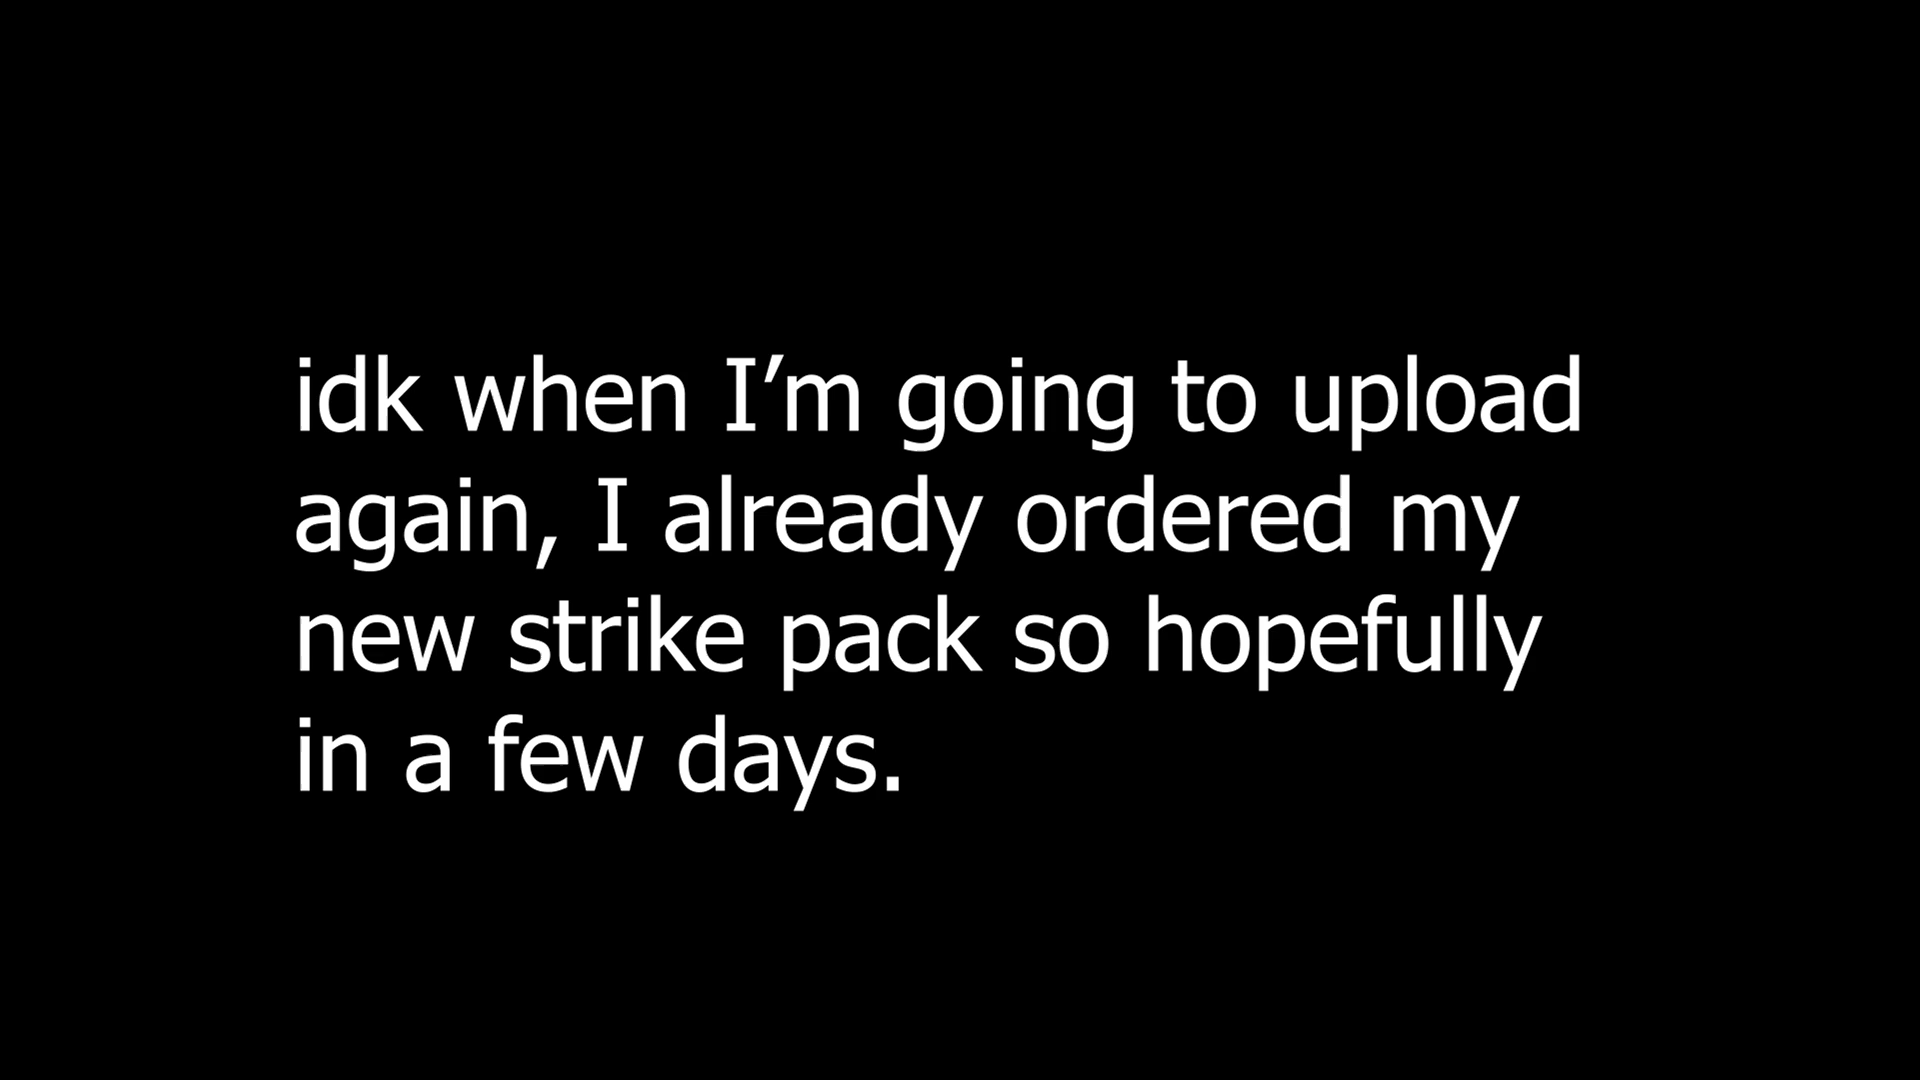 idk when I’m going to upload
again, I already ordered my
new strike pack so hopefully
in a few days.